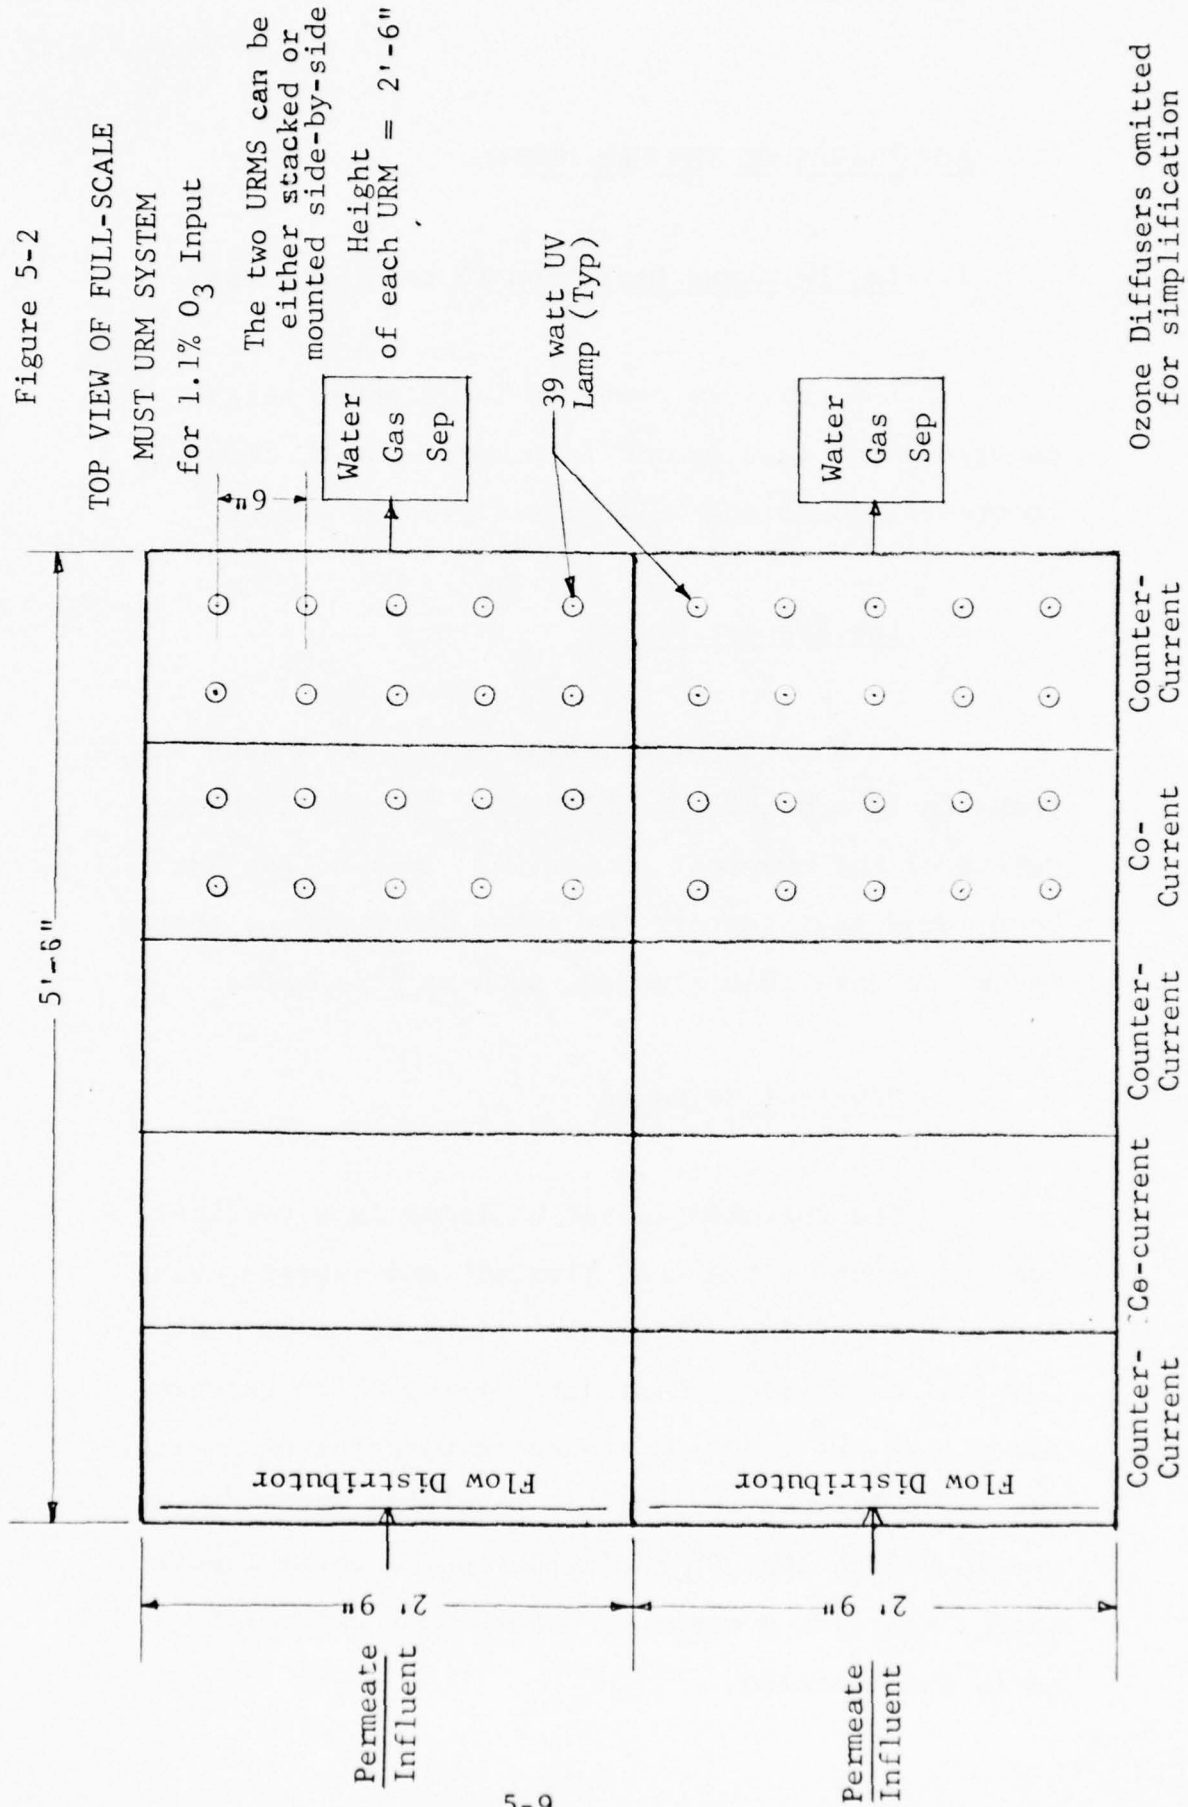 Figure 5-2
TOP VIEW OF FULL-SCALE
MUST URM SYSTEM
for 1.1% O3 Input
The two URMS can be
either stacked or
mounted side-by-side
Height
of each URM = 2'-6"
5'-6"
6"
Water
Gas
Sep
39 watt UV
Lamp (Typ)
Water
Gas
Sep
Ozone Diffusers omitted
for simplification
Flow Distributor
Flow Distributor
2' 9"
2' 9"
Permeate
Influent
Permeate
Influent
Counter-
Current
Co-current
Counter-
Current
Co-
Current
Counter-
Current
5-9